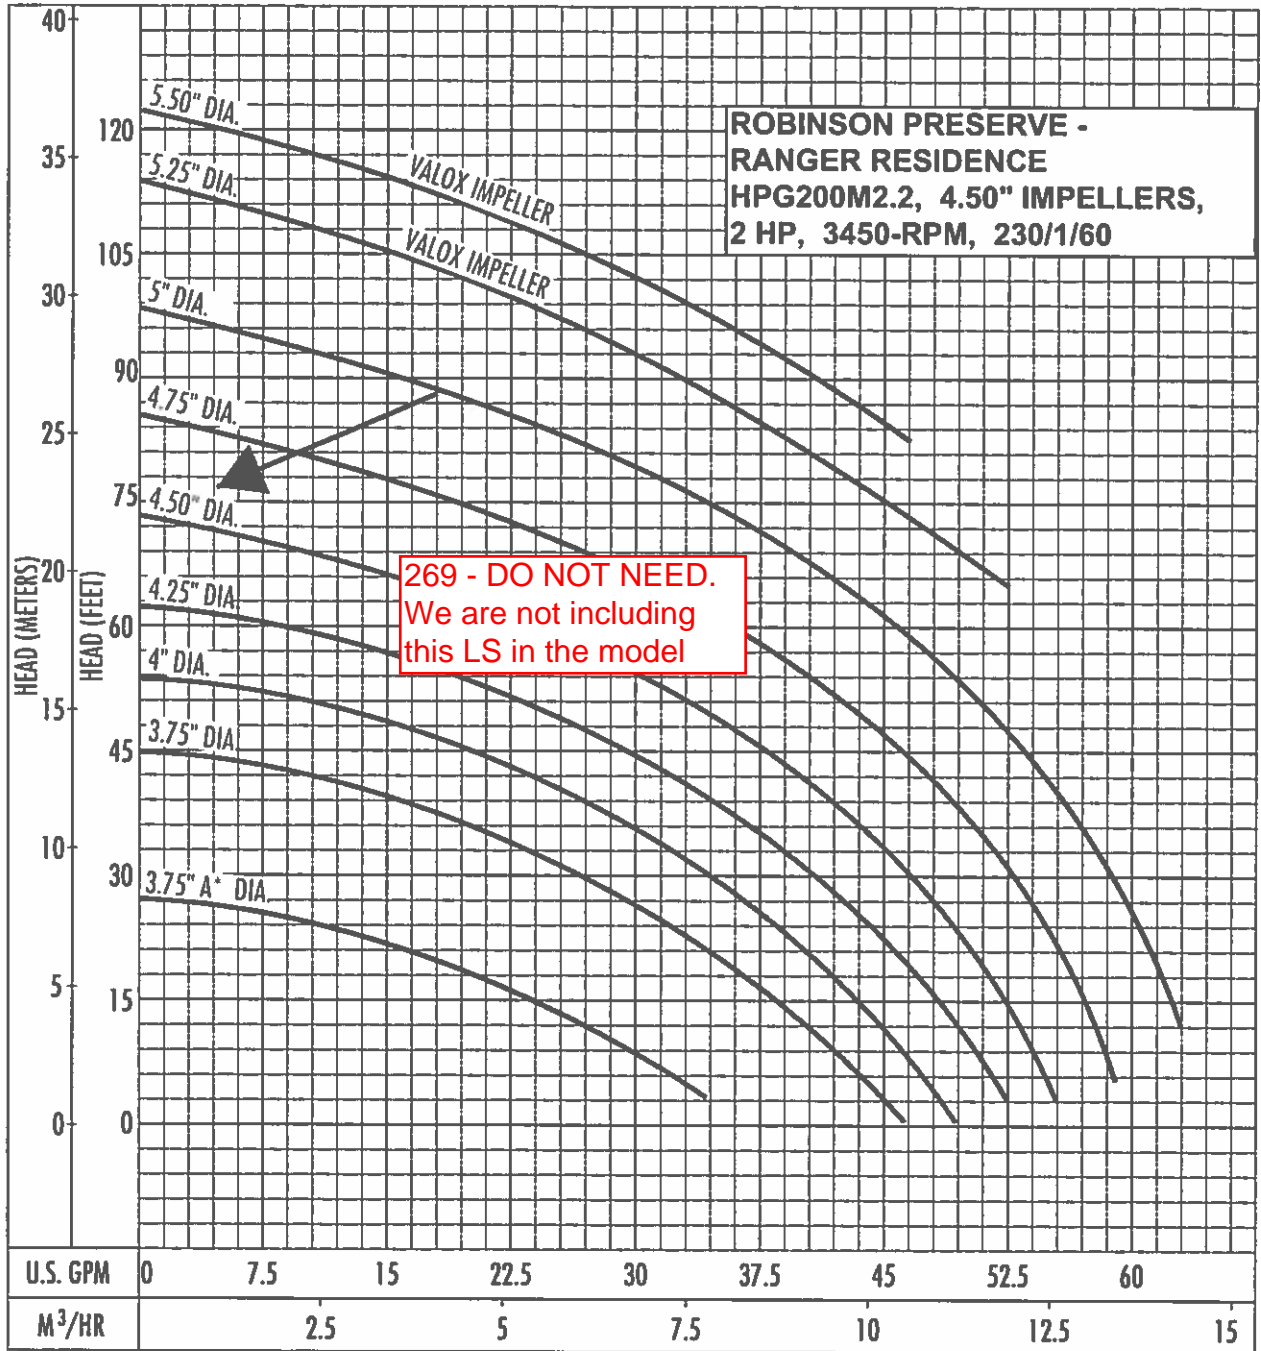 40
35
30
25
20
15
10
5
0
HEAD (METERS)
120
105
90
75
60
45
30
15
0
HEAD (FEET)
5.50" DIA.
VALOX IMPELLER
5.25" DIA.
VALOX IMPELLER
5" DIA.
4.75" DIA.
4.50" DIA.
4.25" DIA.
4" DIA.
3.75" DIA.
3.75" A* DIA.
ROBINSON PRESERVE -
RANGER RESIDENCE
HPG200M2.2, 4.50" IMPELLERS,
2 HP, 3450-RPM, 230/1/60
269 - DO NOT NEED.
We are not including
this LS in the model
U.S. GPM 0 7.5 15 22.5 30 37.5 45 52.5 60
M³/HR 2.5 5 7.5 10 12.5 15